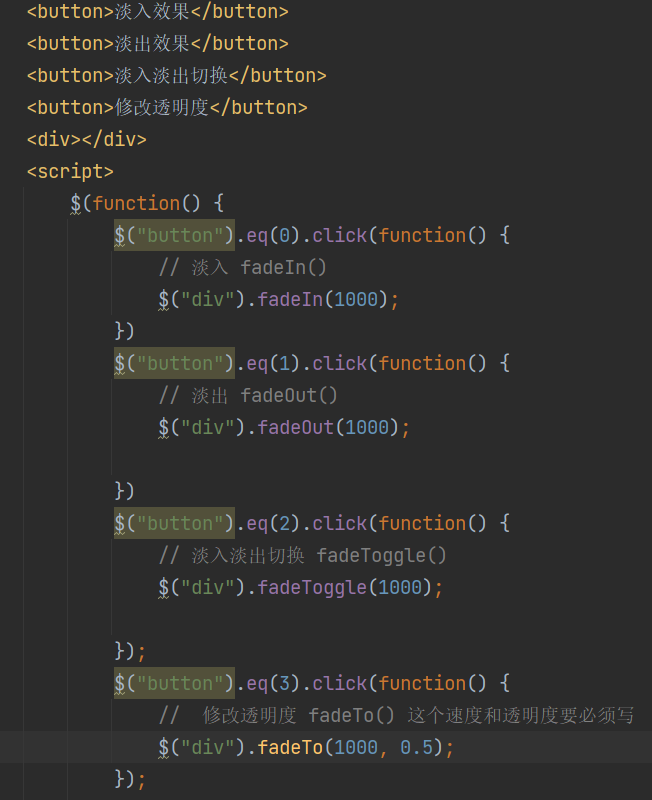 <button>淡入效果</button>
<button>淡出效果</button>
<button>淡入淡出切换</button>
<button>修改透明度</button>
<div></div>
<script>
$(function() {
$("button").eq(0).click(function() {
// 淡入 fadeIn()
$("div").fadeIn(1000);
})
$("button").eq(1).click(function() {
// 淡出 fadeOut()
$("div").fadeOut(1000);
})
$("button").eq(2).click(function() {
// 淡入淡出切换 fadeToggle()
$("div").fadeToggle(1000);
});
$("button").eq(3).click(function() {
// 修改透明度 fadeTo() 这个速度和透明度要必须写
$("div").fadeTo(1000, 0.5);
});